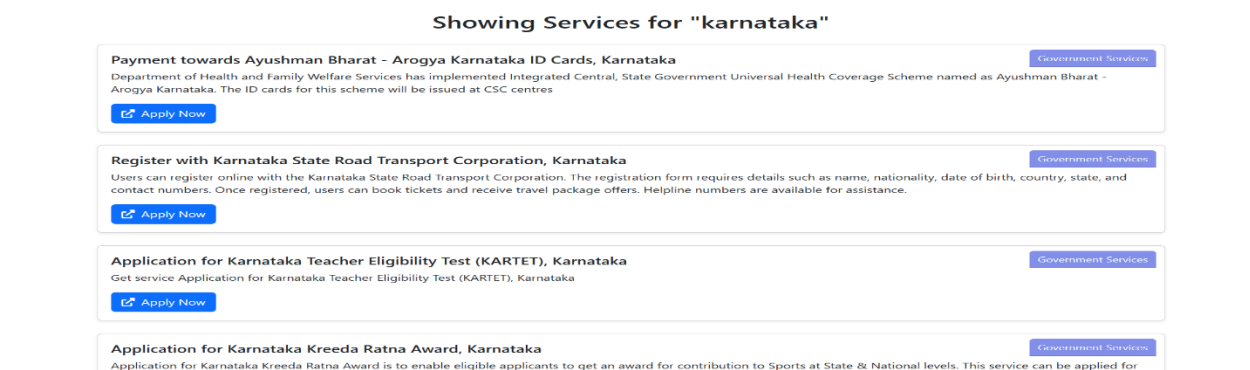 Showing Services for "karnataka"
Payment towards Ayushman Bharat - Arogya Karnataka ID Cards, Karnataka
Government Services
Department of Health and Family Welfare Services has implemented Integrated Central, State Government Universal Health Coverage Scheme named as Ayushman Bharat -
Arogya Karnataka. The ID cards for this scheme will be issued at CSC centres
Apply Now
Register with Karnataka State Road Transport Corporation, Karnataka
Government Services
Users can register online with the Karnataka State Road Transport Corporation. The registration form requires details such as name, nationality, date of birth, country, state, and
contact numbers. Once registered, users can book tickets and receive travel package offers. Helpline numbers are available for assistance.
Apply Now
Application for Karnataka Teacher Eligibility Test (KARTET), Karnataka
Government Services
Get service Application for Karnataka Teacher Eligibility Test (KARTET), Karnataka
Apply Now
Application for Karnataka Kreeda Ratna Award, Karnataka
Government Services
Application for Karnataka Kreeda Ratna Award is to enable eligible applicants to get an award for contribution to Sports at State & National levels. This service can be applied for